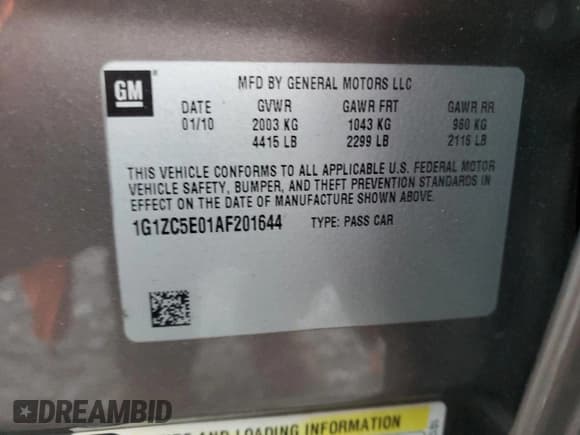 GM
MFD BY GENERAL MOTORS LLC
DATE GVWR GAWR FRT GAWR RR
01/10 2003 KG 1043 KG 960 KG
4415 LB 2299 LB 2116 LB
THIS VEHICLE CONFORMS TO ALL APPLICABLE U.S. FEDERAL MOTOR
VEHICLE SAFETY, BUMPER, AND THEFT PREVENTION STANDARDS IN
EFFECT ON THE DATE OF MANUFACTURE SHOWN ABOVE.
1G1ZC5E01AF201644 TYPE: PASS CAR
AND LOADING INFORMATION
DREAMBID